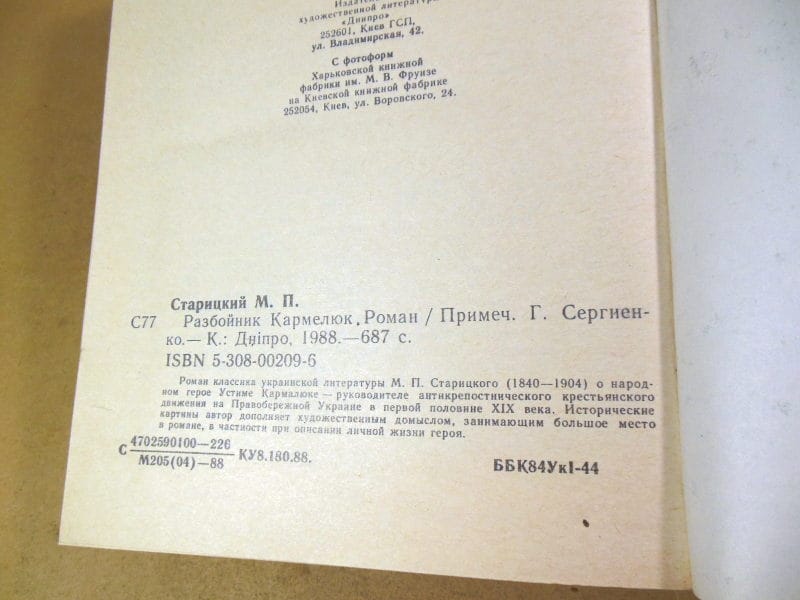 художественной литературы
«Дніпро»
252601, Киев ГСП,
ул. Владимирская, 42.
С фотоформ
Харьковской книжной
фабрики им. М. В. Фрунзе
на Киевской книжной фабрике
252054, Киев, ул. Воровского, 24.
Старицкий М. П.
С77 Разбойник Кармелюк. Роман / Примеч. Г. Сергиен-
ко.— К.: Дніпро, 1988.—687 с.
ISBN 5-308-00209-6
Роман классика украинской литературы М. П. Старицкого (1840—1904) о народ-
ном герое Устиме Кармалюке — руководителе антикрепостнического крестьянского
движения на Правобережной Украине в первой половине XIX века. Исторические
картины автор дополняет художественным домыслом, занимающим большое место
в романе, в частности при описании личной жизни героя.
С 4702590100—226
М205(04)—88 КУ8.180.88.
ББК84Ук1-44